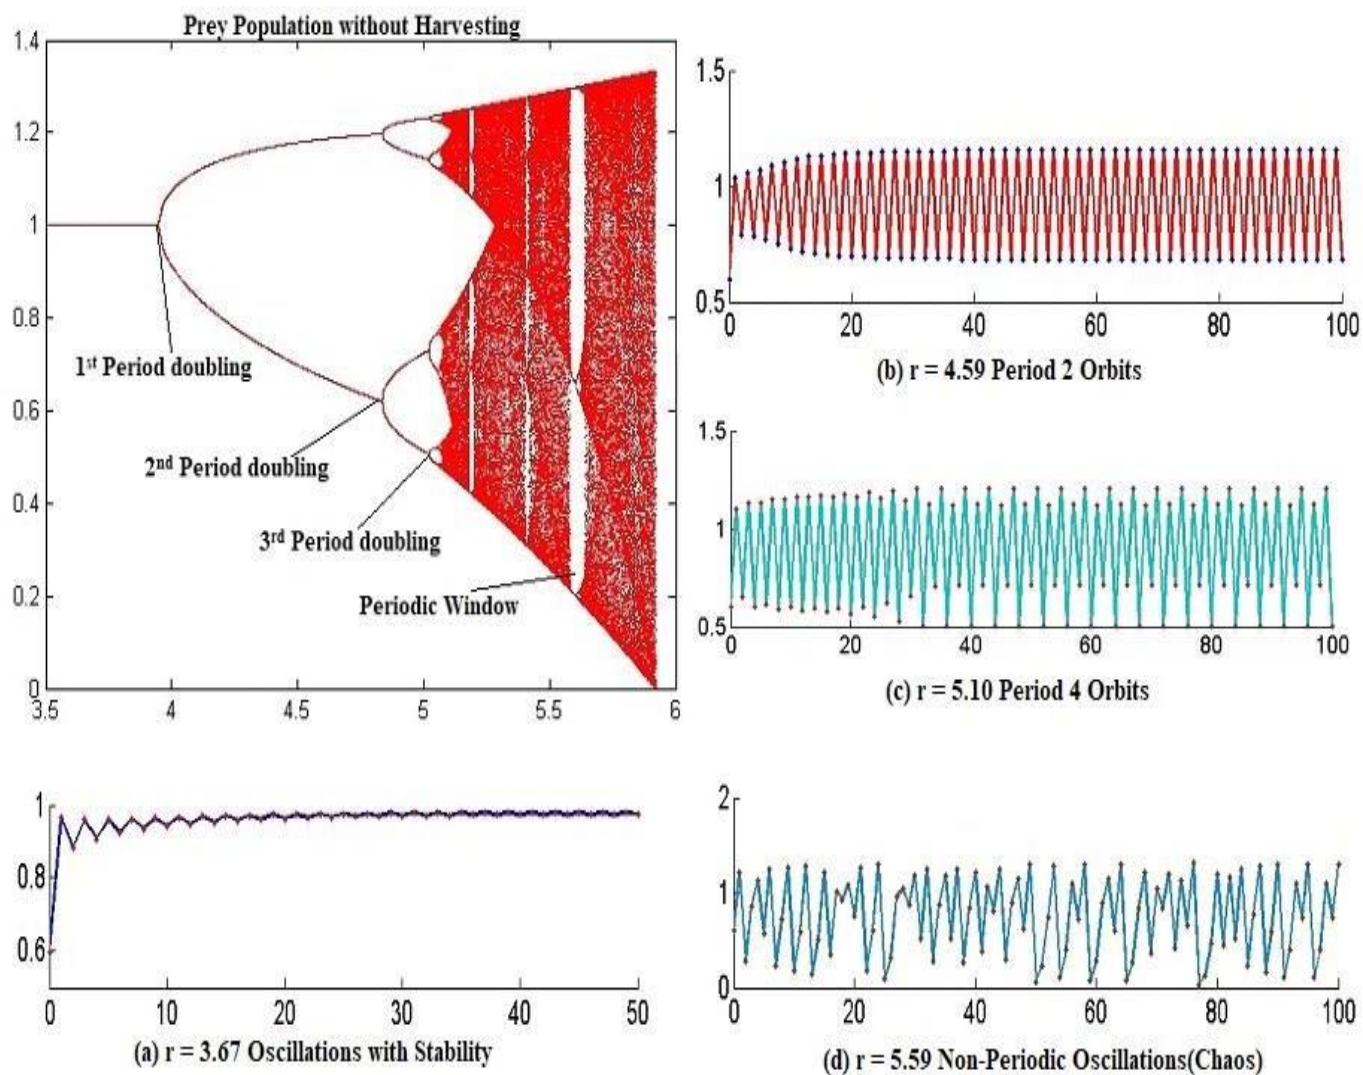 Prey Population without Harvesting
1.4
1.2
1
0.8
0.6
0.4
0.2
0
3.5 4 4.5 5 5.5 6
1st Period doubling
2nd Period doubling
3rd Period doubling
Periodic Window
1.5
1
0.5
0 20 40 60 80 100
(b) r = 4.59 Period 2 Orbits
1.5
1
0.5
0 20 40 60 80 100
(c) r = 5.10 Period 4 Orbits
1
0.8
0.6
0 10 20 30 40 50
(a) r = 3.67 Oscillations with Stability
2
1
0
0 20 40 60 80 100
(d) r = 5.59 Non-Periodic Oscillations(Chaos)